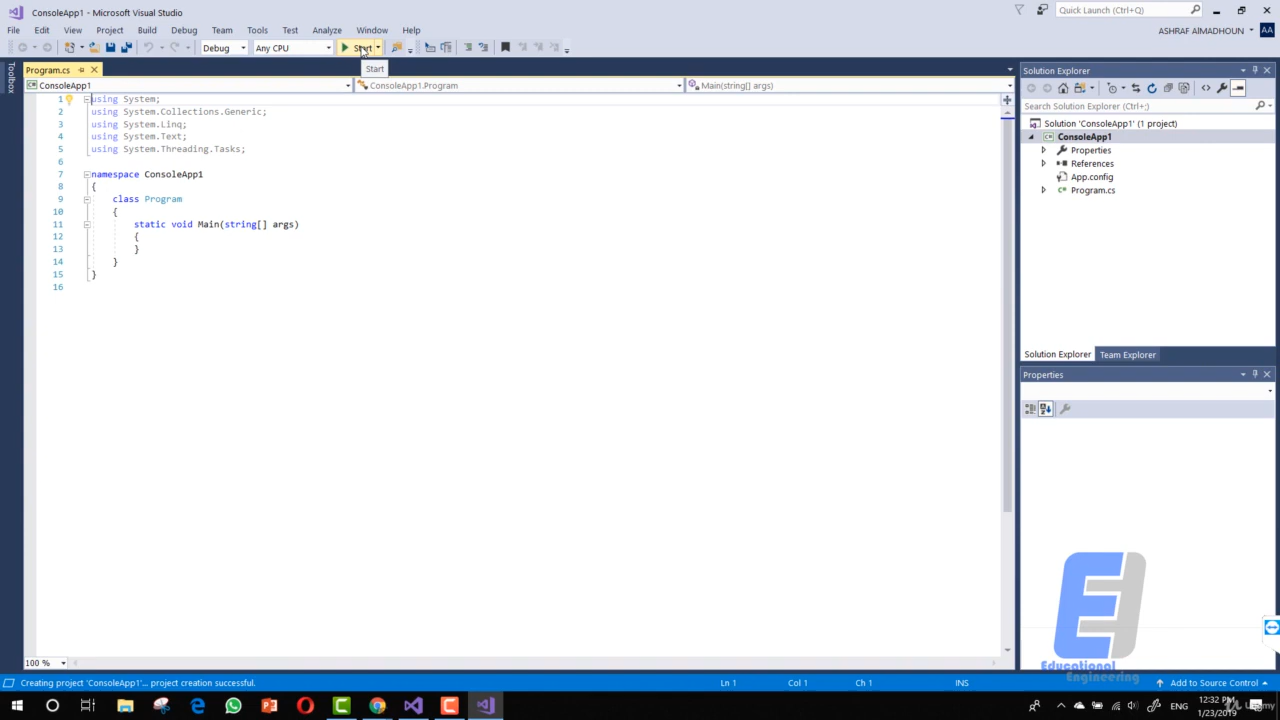 ConsoleApp1 - Microsoft Visual Studio
Quick Launch (Ctrl+Q)
File Edit View Project Build Debug Team Tools Test Analyze Window Help
ASHRAF AIMADHOUN AA
Debug Any CPU Start
Toolbox
Program.cs
Start
ConsoleApp1 ConsoleApp1.Program Main(string[] args)
1 using System;
2 using System.Collections.Generic;
3 using System.Linq;
4 using System.Text;
5 using System.Threading.Tasks;
6
7 namespace ConsoleApp1
8 {
9 class Program
10 {
11 static void Main(string[] args)
12 {
13 }
14 }
15 }
16
100 %
Solution Explorer
Search Solution Explorer (Ctrl+;)
Solution 'ConsoleApp1' (1 project)
ConsoleApp1
Properties
References
App.config
Program.cs
Solution Explorer Team Explorer
Properties
Educational
Engineering
Creating project 'ConsoleApp1'... project creation successful.
Ln 1 Col 1 Ch 1 INS
Add to Source Control
ENG
12:32 PM
1/23/2019
Udemy